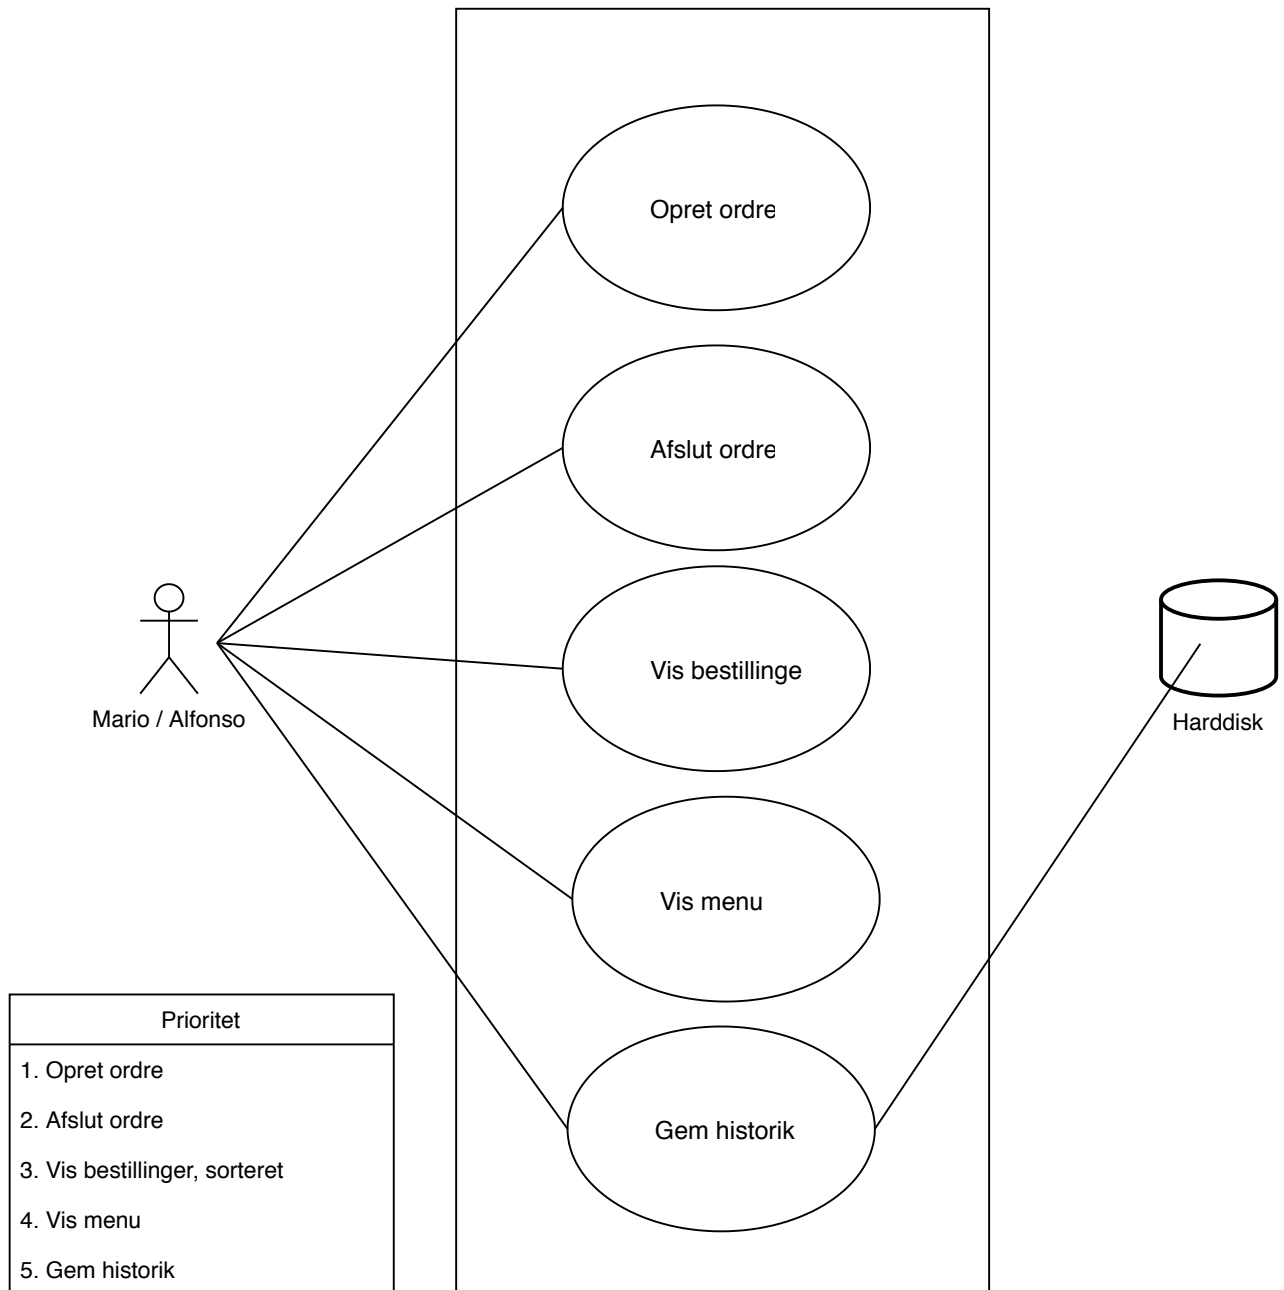 Opret ordre
Afslut ordre
Vis bestillinge
Mario / Alfonso
Harddisk
Vis menu
Gem historik
Prioritet
1. Opret ordre
2. Afslut ordre
3. Vis bestillinger, sorteret
4. Vis menu
5. Gem historik